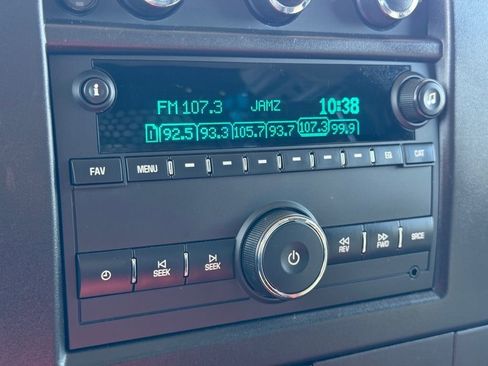 FM 107.3 JAMZ 10:38
1 92.5 93.3 105.7 93.7 107.3 99.9
FAV MENU EQ CAT
SEEK SEEK REV FWD SRCE